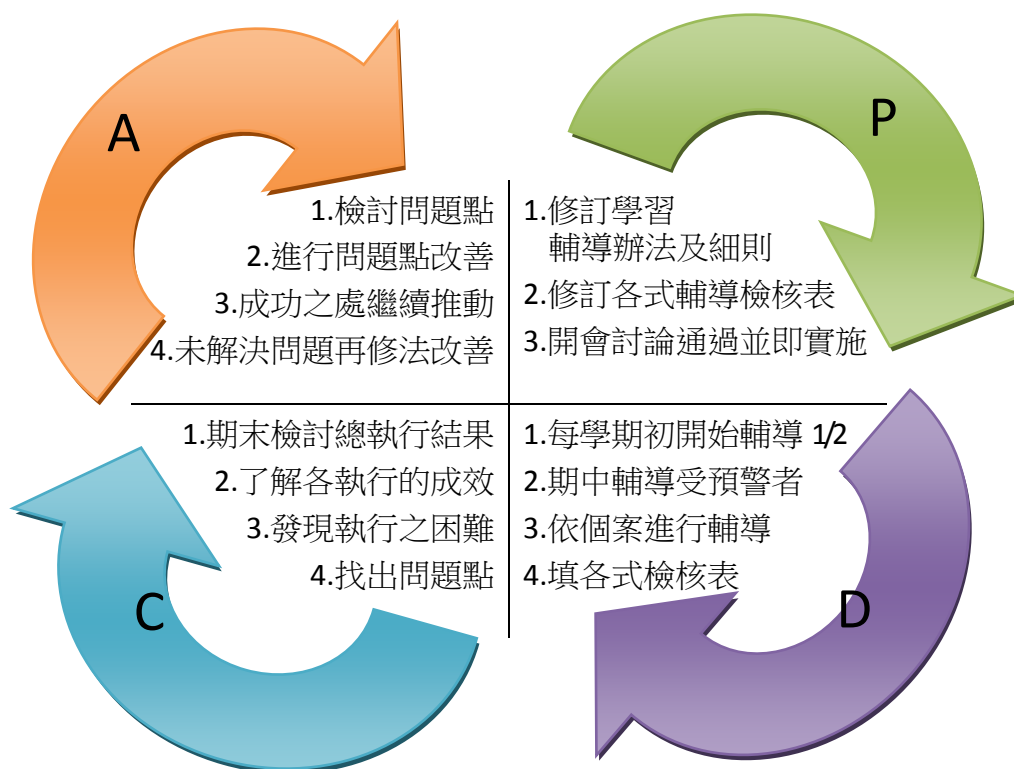 A
1.檢討問題點
2.進行問題點改善
3.成功之處繼續推動
4.未解決問題再修法改善
P
1.修訂學習
輔導辦法及細則
2.修訂各式輔導檢核表
3.開會討論通過並即實施
1.期末檢討總執行結果
2.了解各執行的成效
3.發現執行之困難
4.找出問題點
C
1.每學期初開始輔導 1/2
2.期中輔導受預警者
3.依個案進行輔導
4.填各式檢核表
D